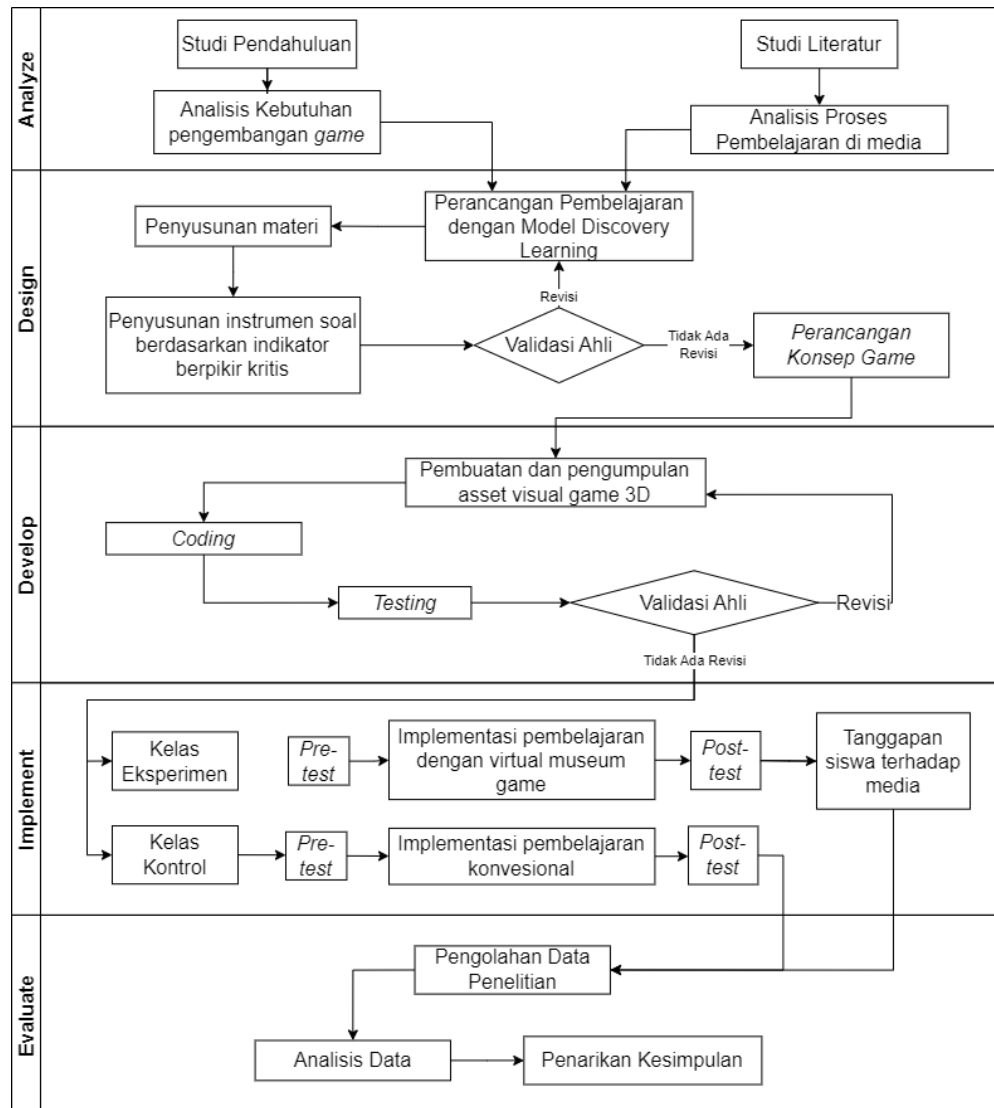 Analyze
Studi Pendahuluan
Studi Literatur
Analisis Kebutuhan
pengembangan game
Analisis Proses
Pembelajaran di media
Design
Perancangan Pembelajaran
dengan Model Discovery
Learning
Penyusunan materi
Penyusunan instrumen soal
berdasarkan indikator
berpikir kritis
Revisi
Validasi Ahli
Tidak Ada
Revisi
Perancangan
Konsep Game
Develop
Pembuatan dan pengumpulan
asset visual game 3D
Coding
Testing
Validasi Ahli
Revisi
Tidak Ada Revisi
Implement
Kelas
Eksperimen
Pre-
test
Implementasi pembelajaran
dengan virtual museum
game
Post-
test
Tanggapan
siswa terhadap
media
Kelas
Kontrol
Pre-
test
Implementasi pembelajaran
konvesional
Post-
test
Evaluate
Pengolahan Data
Penelitian
Analisis Data
Penarikan Kesimpulan